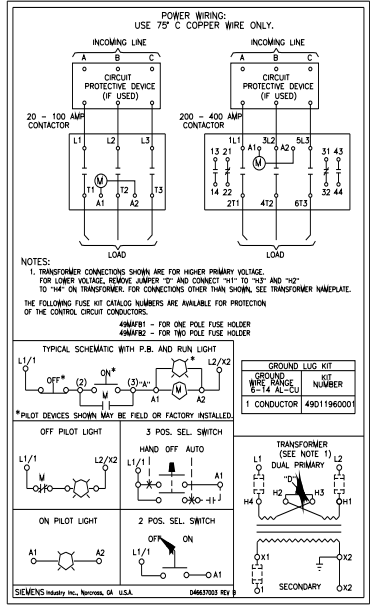 POWER WIRING:
USE 75° C COPPER WIRE ONLY.
INCOMING LINE
A B C
CIRCUIT
PROTECTIVE DEVICE
(IF USED)
20 - 100 AMP
CONTACTOR
L1 L2 L3
M
T1 T2 T3
A1 A2
LOAD
INCOMING LINE
A B C
CIRCUIT
PROTECTIVE DEVICE
(IF USED)
200 - 400 AMP
CONTACTOR
1L1 3L2 5L3
13 21 A1 A2 31 43
M
14 22 32 44
2T1 4T2 6T3
LOAD
NOTES:
1. TRANSFORMER CONNECTIONS SHOWN ARE FOR HIGHER PRIMARY VOLTAGE.
FOR LOWER VOLTAGE, REMOVE JUMPER "D" AND CONNECT "H1" TO "H3" AND "H2"
TO "H4" ON TRANSFORMER. FOR CONNECTIONS OTHER THAN SHOWN, SEE TRANSFORMER NAMEPLATE.
THE FOLLOWING FUSE KIT CATALOG NUMBERS ARE AVAILABLE FOR PROTECTION
OF THE CONTROL CIRCUIT CONDUCTORS.
49MAFB1 - FOR ONE POLE FUSE HOLDER
49MAFB2 - FOR TWO POLE FUSE HOLDER
TYPICAL SCHEMATIC WITH P.B. AND RUN LIGHT
L1/1 L2/X2
OFF* (2) ON* (3)"A" *
M A1 M A2
*PILOT DEVICES SHOWN MAY BE FIELD OR FACTORY INSTALLED.
GROUND LUG KIT
GROUND
WIRE RANGE
6-14 AL-CU
KIT
NUMBER
1 CONDUCTOR 49D11960001
OFF PILOT LIGHT
L1/1 L2/X2
M
3 POS. SEL. SWITCH
HAND OFF AUTO
L1/1 A1
TRANSFORMER
(SEE NOTE 1)
L1 DUAL PRIMARY L2
"D"
H4 H2 H3 H1
X1 X2
L1 SECONDARY X2
ON PILOT LIGHT
A1 A2
2 POS. SEL. SWITCH
OFF ON
L1/1
A1
SIEMENS Industry Inc., Norcross, GA U.S.A. D46637003 REV B